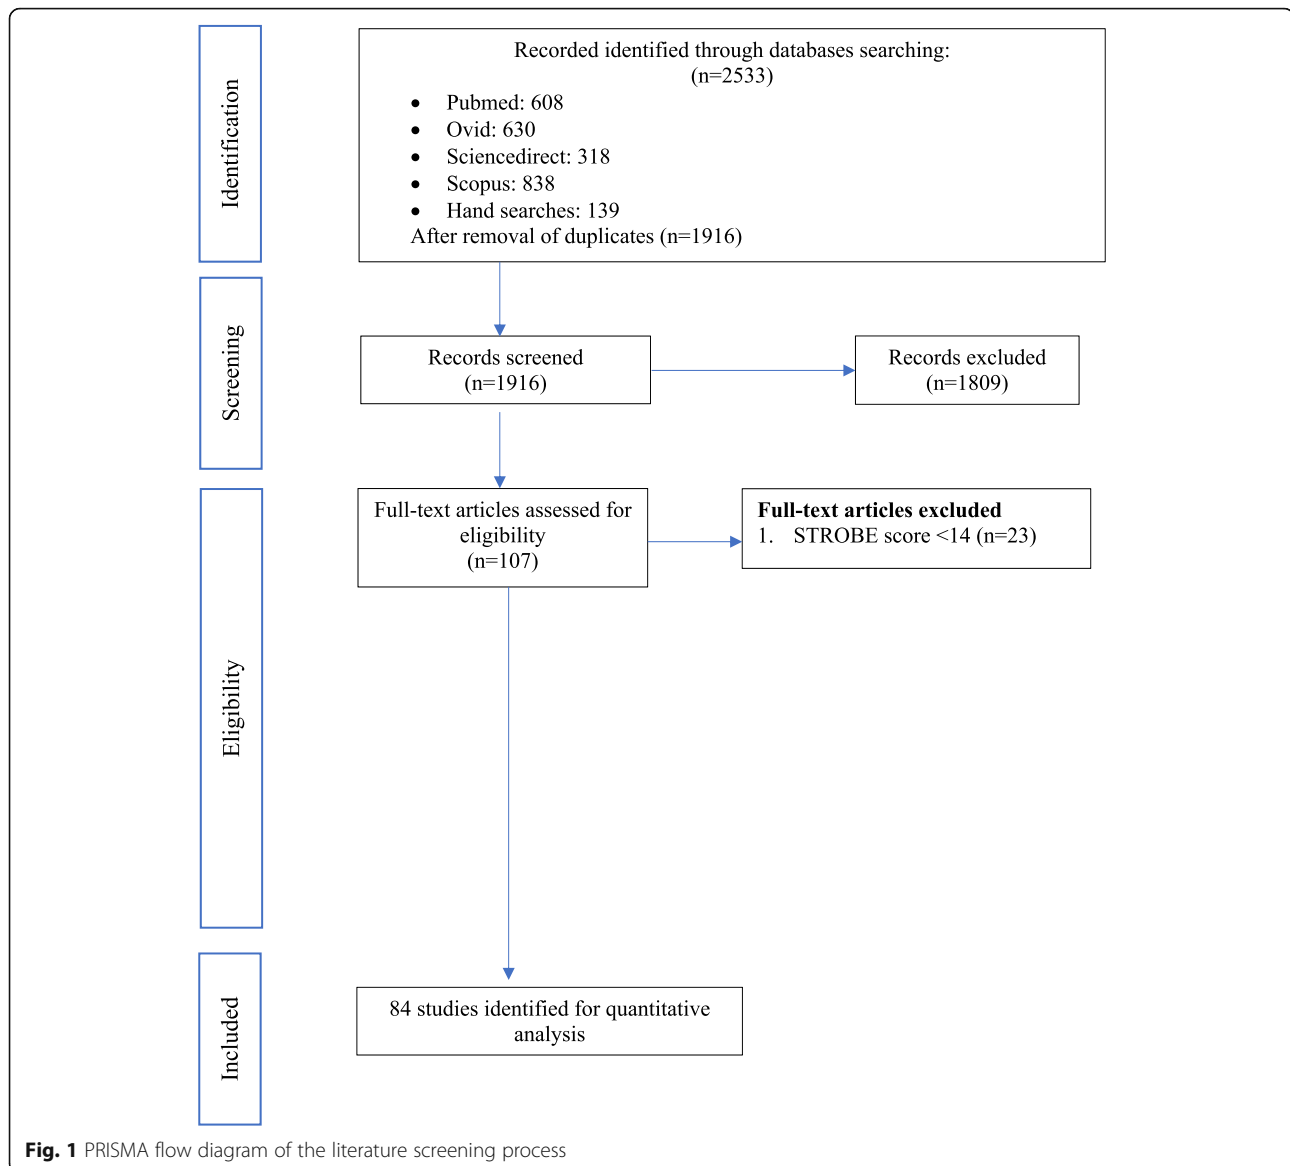 Identification
Recorded identified through databases searching:
(n=2533)
• Pubmed: 608
• Ovid: 630
• Sciencedirect: 318
• Scopus: 838
• Hand searches: 139
After removal of duplicates (n=1916)
Screening
Records screened
(n=1916)
Records excluded
(n=1809)
Eligibility
Full-text articles assessed for
eligibility
(n=107)
Full-text articles excluded
1. STROBE score <14 (n=23)
Included
84 studies identified for quantitative
analysis
Fig. 1 PRISMA flow diagram of the literature screening process